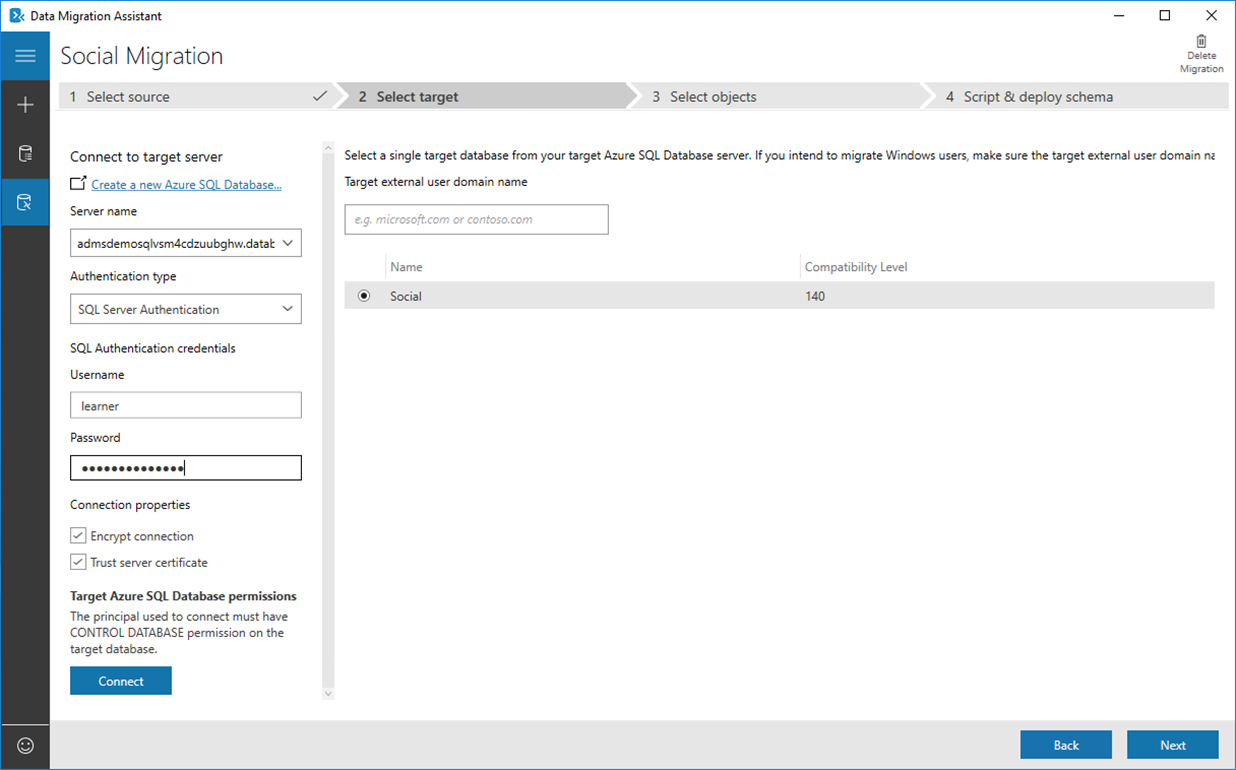 Data Migration Assistant
Social Migration
Delete
Migration
1 Select source
2 Select target
3 Select objects
4 Script & deploy schema
Connect to target server
Create a new Azure SQL Database...
Server name
admsdemosqlvsm4cdzuubghw.datab
Authentication type
SQL Server Authentication
SQL Authentication credentials
Username
learner
Password
••••••••••••••
Connection properties
Encrypt connection
Trust server certificate
Target Azure SQL Database permissions
The principal used to connect must have
CONTROL DATABASE permission on the
target database.
Connect
Select a single target database from your target Azure SQL Database server. If you intend to migrate Windows users, make sure the target external user domain na
Target external user domain name
e.g. microsoft.com or contoso.com
Name Compatibility Level
Social 140
Back Next